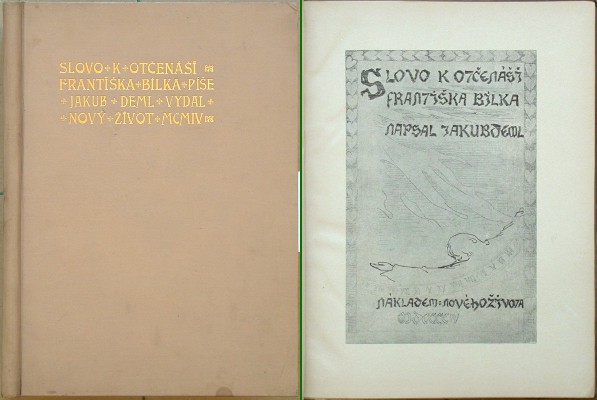 SLOVO K OTČENÁŠI
FRANTIŠKA BÍLKA PÍŠE
JAKUB DEML VYDAL
NOVÝ ŽIVOT MCMIV
SLOVO K OTČENÁŠI
FRANTIŠKA BÍLKA
NAPSAL JAKUB DEML
NÁKLADEM NOVÉHO ŽIVOTA